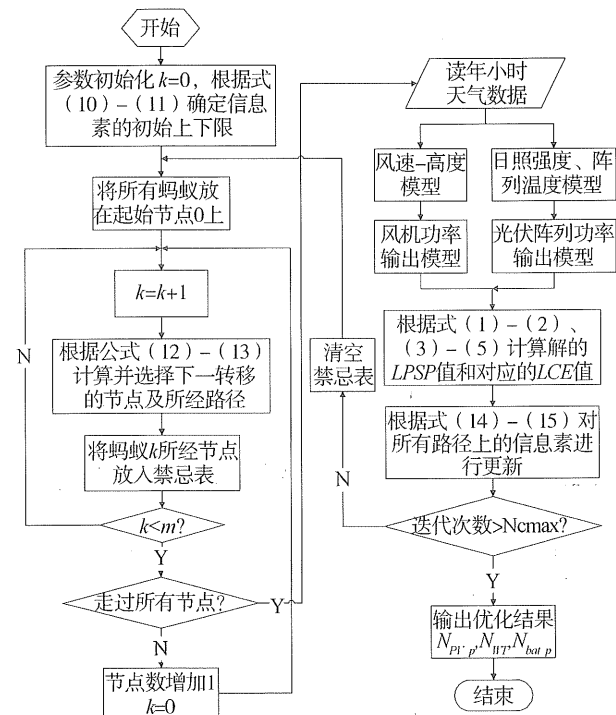 开始
参数初始化k=0，根据式
（10）-（11）确定信息
素的初始上下限
将所有蚂蚁放
在起始节点0上
k=k+1
N
根据公式（12）-（13）
计算并选择下一转移
的节点及所经路径
将蚂蚁k所经节点
放入禁忌表
k<m?
Y
走过所有节点?
Y
N
节点数增加1
k=0
读年小时
天气数据
风速-高度
模型
日照强度、阵
列温度模型
风机功率
输出模型
光伏阵列功率
输出模型
清空
禁忌表
根据式（1）-（2）、
（3）-（5）计算解的
LPSP值和对应的LCE值
根据式（14）-（15）对
所有路径上的信息素进
行更新
N
迭代次数>Ncmax?
Y
输出优化结果
N_{PV·p},N_{WT},N_{bat p}
结束